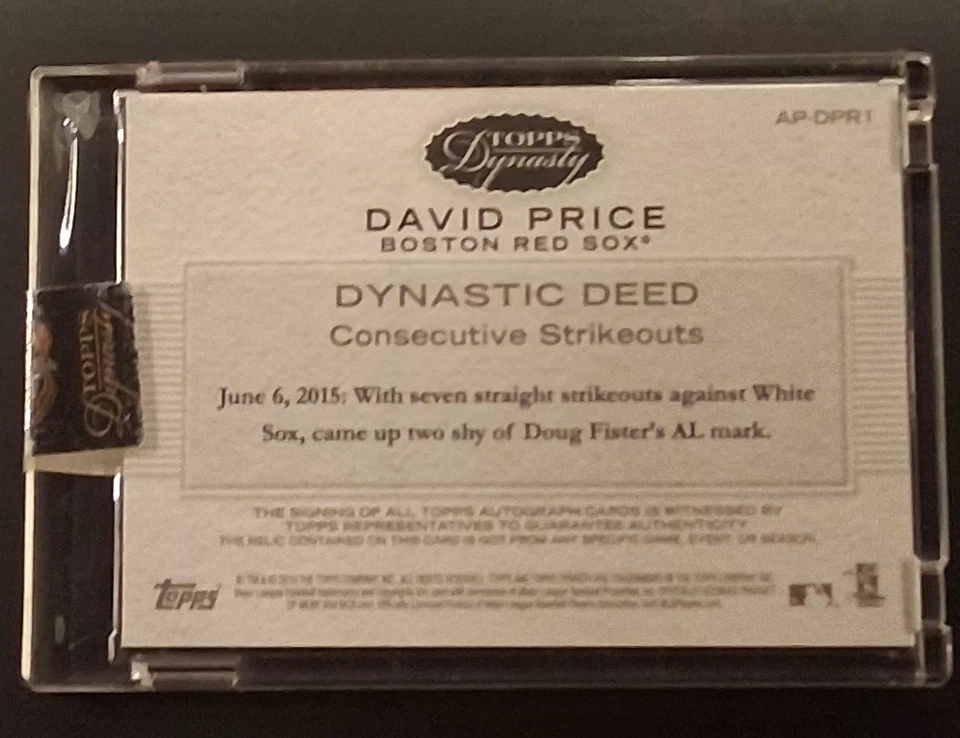 AP-DPR1
TOPPS
Dynasty
DAVID PRICE
BOSTON RED SOX®
DYNASTIC DEED
Consecutive Strikeouts
June 6, 2015: With seven straight strikeouts against White
Sox, came up two shy of Doug Fister's AL mark.
TOPPS
Dynasty
THE SIGNING OF ALL TOPPS AUTOGRAPH CARDS IS WITNESSED BY
TOPPS REPRESENTATIVES TO GUARANTEE AUTHENTICITY.
THE RELIC CONTAINED ON THIS CARD IS NOT FROM ANY SPECIFIC GAME, EVENT, OR SEASON.
topps